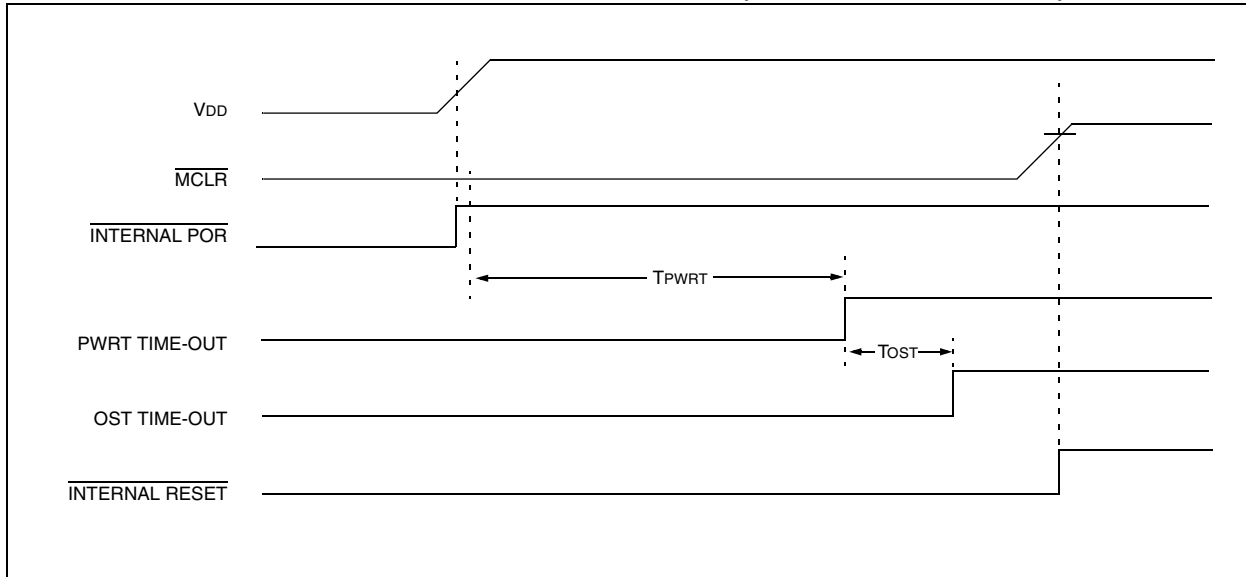 VDD
MCLR
INTERNAL POR
TPWRT
PWRT TIME-OUT
TOST
OST TIME-OUT
INTERNAL RESET